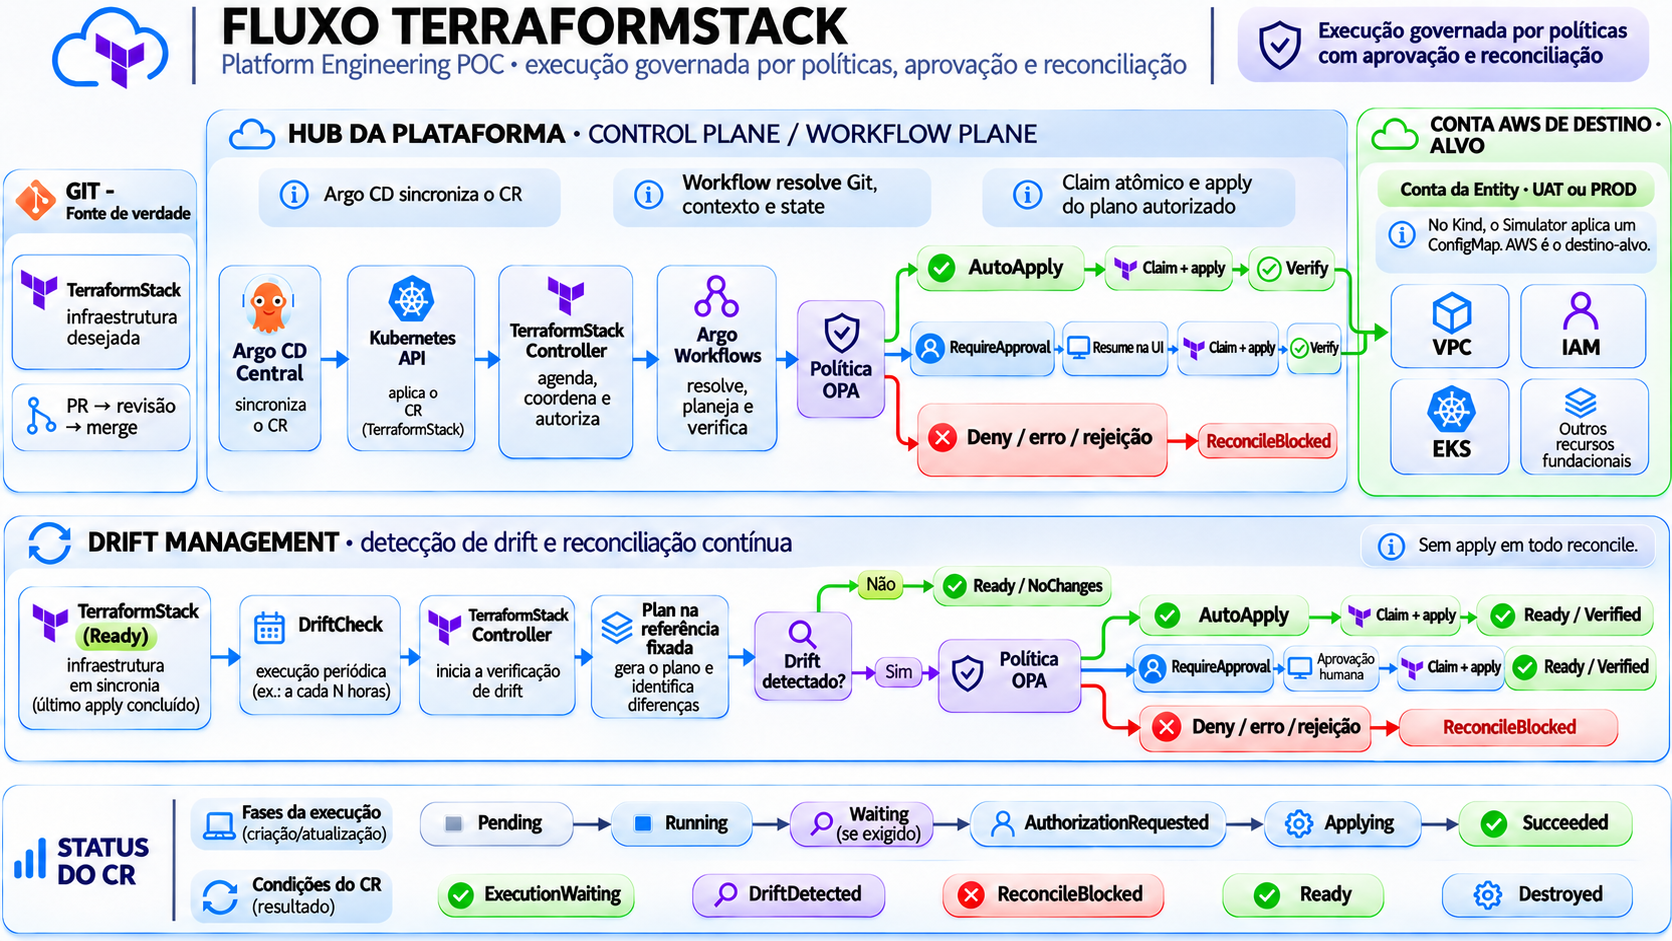 FLUXO TERRAFORMSTACK
Platform Engineering POC • execução governada por políticas, aprovação e reconciliação
Execução governada por políticas
com aprovação e reconciliação
GIT -
Fonte de verdade
TerraformStack
infraestrutura
desejada
PR → revisão
→ merge
HUB DA PLATAFORMA • CONTROL PLANE / WORKFLOW PLANE
Argo CD sincroniza o CR
Workflow resolve Git,
contexto e state
Claim atômico e apply
do plano autorizado
Argo CD
Central
sincroniza
o CR
Kubernetes
API
aplica o
CR
(TerraformStack)
TerraformStack
Controller
agenda,
coordena e
autoriza
Argo
Workflows
resolve,
planeja e
verifica
Política
OPA
AutoApply
Claim + apply
Verify
RequireApproval
Resume na UI
Claim + apply
Verify
Deny / erro / rejeição
ReconcileBlocked
CONTA AWS DE DESTINO •
ALVO
Conta da Entity • UAT ou PROD
No Kind, o Simulator aplica um
ConfigMap. AWS é o destino-alvo.
VPC
IAM
EKS
Outros
recursos
fundacionais
DRIFT MANAGEMENT • detecção de drift e reconciliação contínua
Sem apply em todo reconcile.
TerraformStack
(Ready)
infraestrutura
em sincronia
(último apply concluído)
DriftCheck
execução periódica
(ex.: a cada N horas)
TerraformStack
Controller
inicia a verificação
de drift
Plan na
referência
fixada
gera o plano e
identifica
diferenças
Drift
detectado?
Não
Ready / NoChanges
Sim
Política
OPA
AutoApply
Claim + apply
Ready / Verified
RequireApproval
Aprovação
humana
Claim + apply
Ready / Verified
Deny / erro / rejeição
ReconcileBlocked
STATUS
DO CR
Fases da execução
(criação/atualização)
Pending
Running
Waiting
(se exigido)
AuthorizationRequested
Applying
Succeeded
Condições do CR
(resultado)
ExecutionWaiting
DriftDetected
ReconcileBlocked
Ready
Destroyed